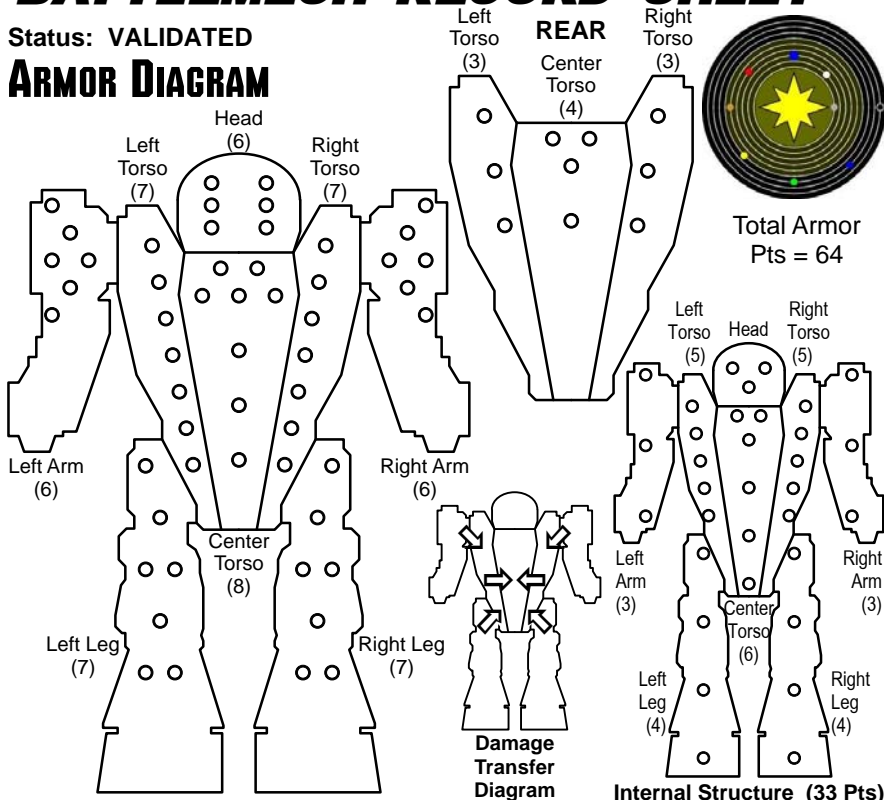 BATTLEMECH RECORD SHEET
Status: VALIDATED
ARMOR DIAGRAM
Head
(6)
Left
Torso
(7)
Right
Torso
(7)
Left Arm
(6)
Right Arm
(6)
Center
Torso
(8)
Left Leg
(7)
Right Leg
(7)
REAR
Left
Torso
(3)
Center
Torso
(4)
Right
Torso
(3)
Total Armor
Pts = 64
Damage
Transfer
Diagram
Left
Torso
(5)
Head
Right
Torso
(5)
Left
Arm
(3)
Right
Arm
(3)
Center
Torso
(6)
Left
Leg
(4)
Right
Leg
(4)
Internal Structure (33 Pts)